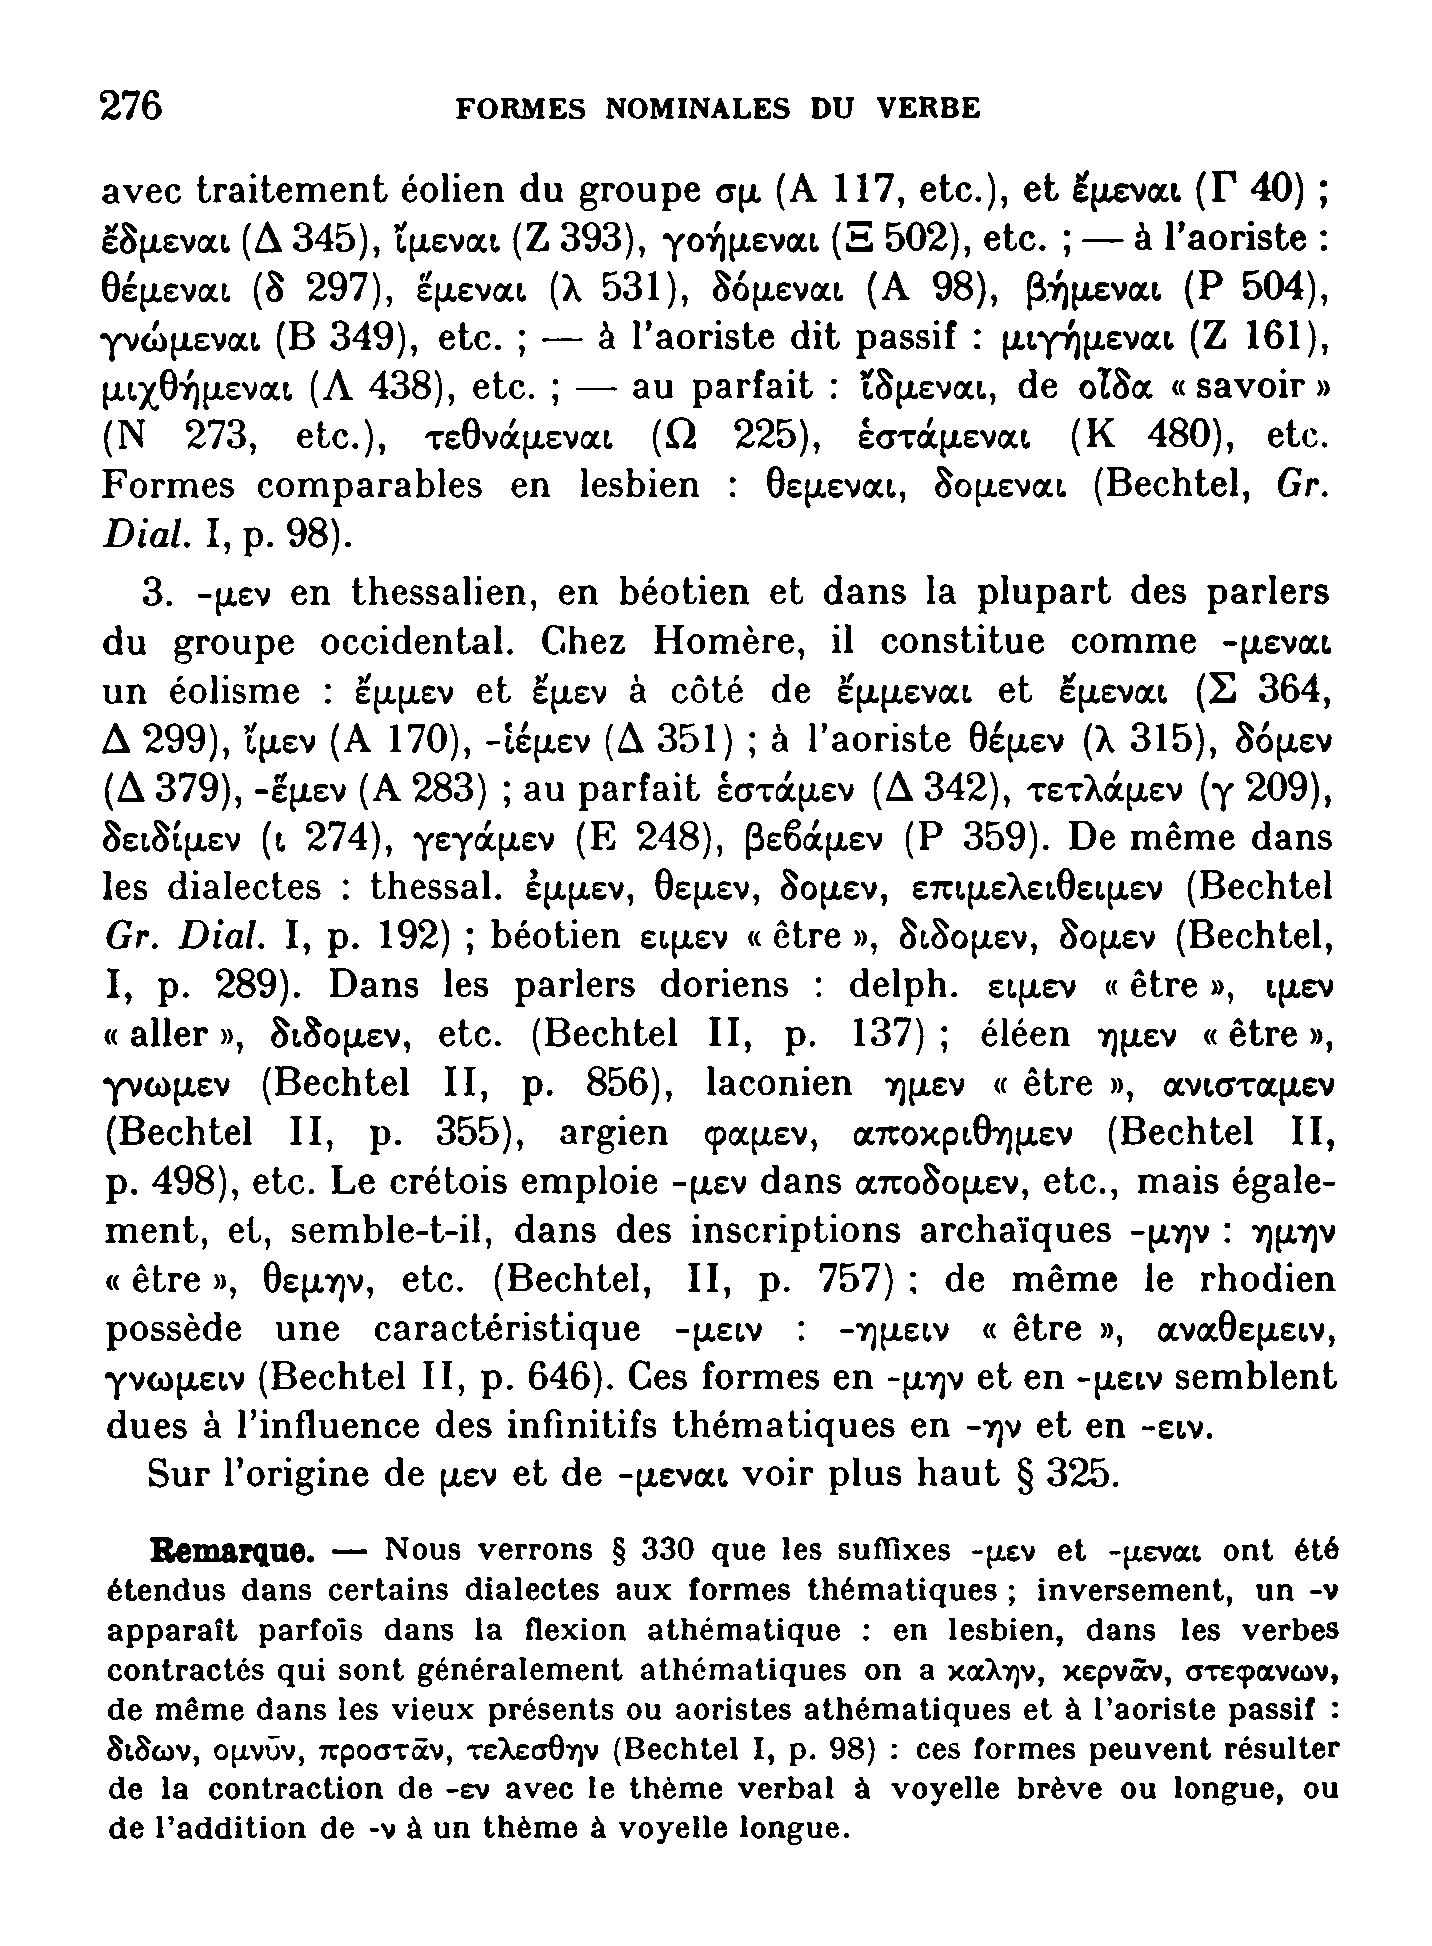 276 FORMES NOMINALES DU VERBE
avec traitement éolien du groupe σμ (A 117, etc.), et ἔμεναι (Γ 40) ;
ἔδμεναι (Δ 345), ἴμεναι (Z 393), γοήμεναι (Ξ 502), etc. ; — à l’aoriste :
θέμεναι (δ 297), ἕμεναι (λ 531), δόμεναι (A 98), βήμεναι (P 504),
γνώμεναι (B 349), etc. ; — à l’aoriste dit passif : μιγήμεναι (Z 161),
μιχθήμεναι (Λ 438), etc. ; — au parfait : ἴδμεναι, de οἶδα « savoir »
(N 273, etc.), τεθνάμεναι (Ω 225), ἑστάμεναι (K 480), etc.
Formes comparables en lesbien : θεμεναι, δομεναι (Bechtel, Gr.
Dial. I, p. 98).
3. -μεν en thessalien, en béotien et dans la plupart des parlers
du groupe occidental. Chez Homère, il constitue comme -μεναι
un éolisme : ἔμμεν et ἔμεν à côté de ἔμμεναι et ἔμεναι (Σ 364,
Δ 299), ἴμεν (A 170), -ἱέμεν (Δ 351) ; à l’aoriste θέμεν (λ 315), δόμεν
(Δ 379), -ἕμεν (A 283) ; au parfait ἑστάμεν (Δ 342), τετλάμεν (γ 209),
δειδίμεν (ι 274), γεγάμεν (E 248), βεϐάμεν (P 359). De même dans
les dialectes : thessal. ἐμμεν, θεμεν, δομεν, επιμελειθειμεν (Bechtel
Gr. Dial. I, p. 192) ; béotien ειμεν « être », διδομεν, δομεν (Bechtel,
I, p. 289). Dans les parlers doriens : delph. ειμεν « être », ιμεν
« aller », διδομεν, etc. (Bechtel II, p. 137) ; éléen ημεν « être »,
γνωμεν (Bechtel II, p. 856), laconien ημεν « être », ανισταμεν
(Bechtel II, p. 355), argien φαμεν, αποκριθημεν (Bechtel II,
p. 498), etc. Le crétois emploie -μεν dans αποδομεν, etc., mais égale-
ment, et, semble-t-il, dans des inscriptions archaïques -μην : ημην
« être », θεμην, etc. (Bechtel, II, p. 757) ; de même le rhodien
possède une caractéristique -μειν : -ημειν « être », αναθεμειν,
γνωμειν (Bechtel II, p. 646). Ces formes en -μην et en -μειν semblent
dues à l’influence des infinitifs thématiques en -ην et en -ειν.
Sur l’origine de μεν et de -μεναι voir plus haut § 325.
Remarque. — Nous verrons § 330 que les suffixes -μεν et -μεναι ont été
étendus dans certains dialectes aux formes thématiques ; inversement, un -ν
apparaît parfois dans la flexion athématique : en lesbien, dans les verbes
contractés qui sont généralement athématiques on a καλην, κερνᾶν, στεφανων,
de même dans les vieux présents ou aoristes athématiques et à l’aoriste passif :
διδων, ομνῦν, προστᾶν, τελεσθην (Bechtel I, p. 98) : ces formes peuvent résulter
de la contraction de -εν avec le thème verbal à voyelle brève ou longue, ou
de l’addition de -ν à un thème à voyelle longue.